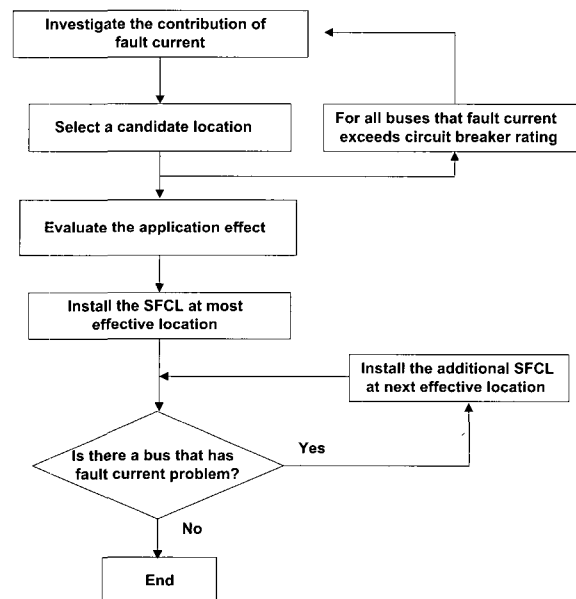 Investigate the contribution of
fault current
Select a candidate location
For all buses that fault current
exceeds circuit breaker rating
Evaluate the application effect
Install the SFCL at most
effective location
Install the additional SFCL
at next effective location
Is there a bus that has
fault current problem?
Yes
No
End